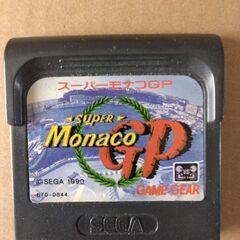 スーパーモナコGP
SUPER
Monaco
GP
©SEGA 1990
670-0844
GAME GEAR
SEGA